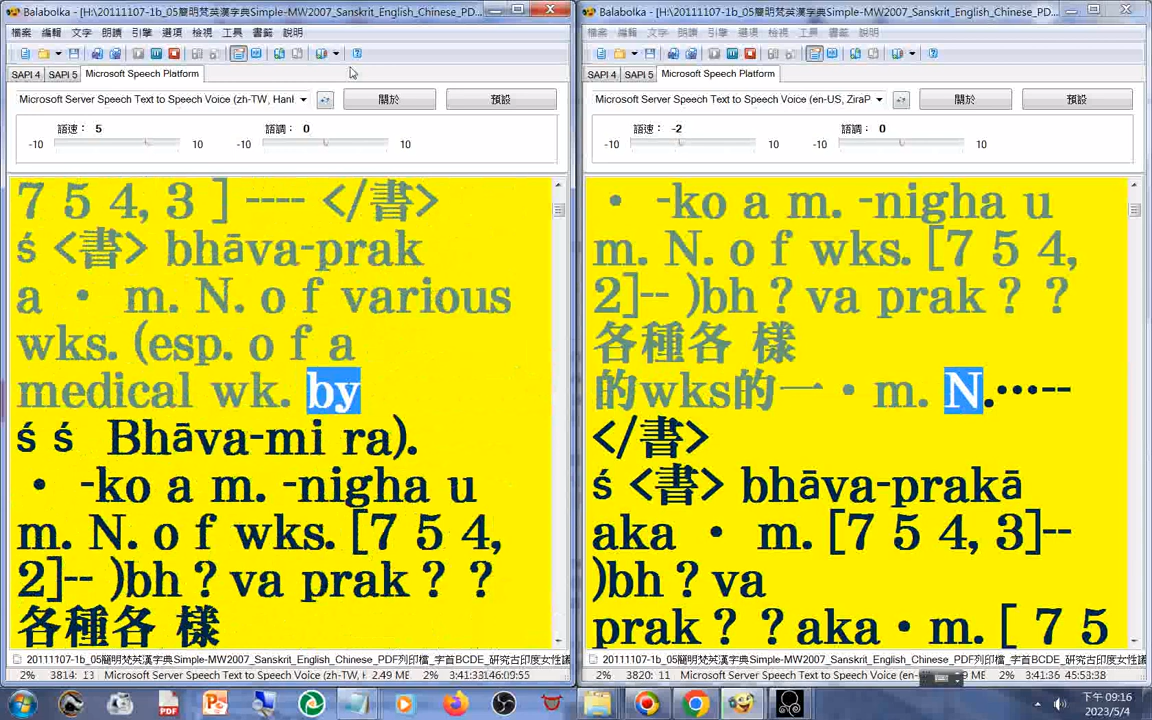 Balabolka - [H:\20111107-1b_05簡明梵英漢字典Simple-MW2007_Sanskrit_English_Chinese_PD...
檔案 編輯 文字 朗讀 引擎 選項 檢視 工具 書籤 說明
SAPI 4 SAPI 5 Microsoft Speech Platform
Microsoft Server Speech Text to Speech Voice (zh-TW, Hanl 關於 預設
語速： 5 語調： 0
-10 10 -10 10
7 5 4, 3 ] ---- </書>
ś <書> bhāva-prak
a • m. N. o f various
wks. (esp. o f a
medical wk. by
ś ś Bhāva-mi ra).
• -ko a m. -nigha u
m. N. o f wks. [7 5 4,
2]-- )bh？va prak？？
各種各 樣
20111107-1b_05簡明梵英漢字典Simple-MW2007_Sanskrit_English_Chinese_PDF列印檔_字首BCDE_研究古印度女性議
2% 3814: 13 Microsoft Server Speech Text to Speech Voice (zh-TW, H 2.49 MB 2% 3:41:33\46:09:55
Balabolka - [H:\20111107-1b_05簡明梵英漢字典Simple-MW2007_Sanskrit_English_Chinese_PD...
檔案 編輯 文字 朗讀 引擎 選項 檢視 工具 書籤 說明
SAPI 4 SAPI 5 Microsoft Speech Platform
Microsoft Server Speech Text to Speech Voice (en-US, ZiraP 關於 預設
語速： -2 語調： 0
-10 10 -10 10
• -ko a m. -nigha u
m. N. o f wks. [7 5 4,
2]-- )bh？va prak？？
各種各 樣
的wks的一•m. N.•••--
</書>
ś <書> bhāva-prakā
aka • m. [7 5 4, 3]--
)bh？va
prak？？aka•m. [ 7 5
20111107-1b_05簡明梵英漢字典Simple-MW2007_Sanskrit_English_Chinese_PDF列印檔_字首BCDE_研究古印度女性議
2% 3820: 11 Microsoft Server Speech Text to Speech Voice (en-US, 9 MB 2% 3:41:36 45:53:38
下午 09:16
2023/5/4